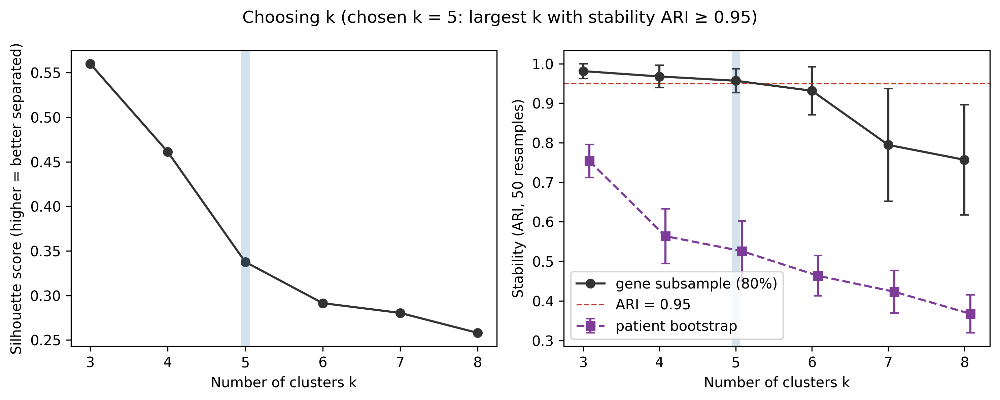 Choosing k (chosen k = 5: largest k with stability ARI ≥ 0.95)
Silhouette score (higher = better separated)
0.55
0.50
0.45
0.40
0.35
0.30
0.25
3 4 5 6 7 8
Number of clusters k
Stability (ARI, 50 resamples)
1.0
0.9
0.8
0.7
0.6
0.5
0.4
0.3
gene subsample (80%)
ARI = 0.95
patient bootstrap
3 4 5 6 7 8
Number of clusters k